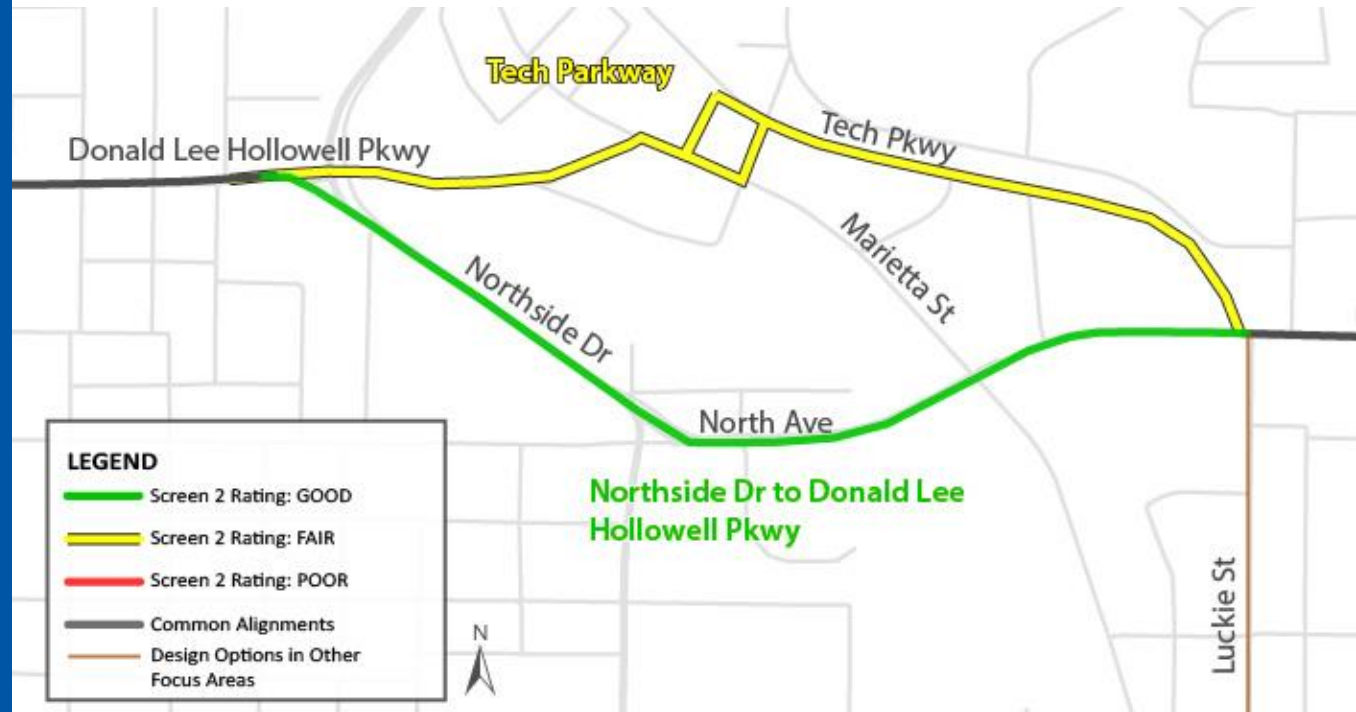 Tech Parkway
Tech Pkwy
Donald Lee Hollowell Pkwy
Marietta St
Northside Dr
North Ave
Northside Dr to Donald Lee
Hollowell Pkwy
Luckie St
LEGEND
Screen 2 Rating: GOOD
Screen 2 Rating: FAIR
Screen 2 Rating: POOR
Common Alignments
Design Options in Other
Focus Areas
N